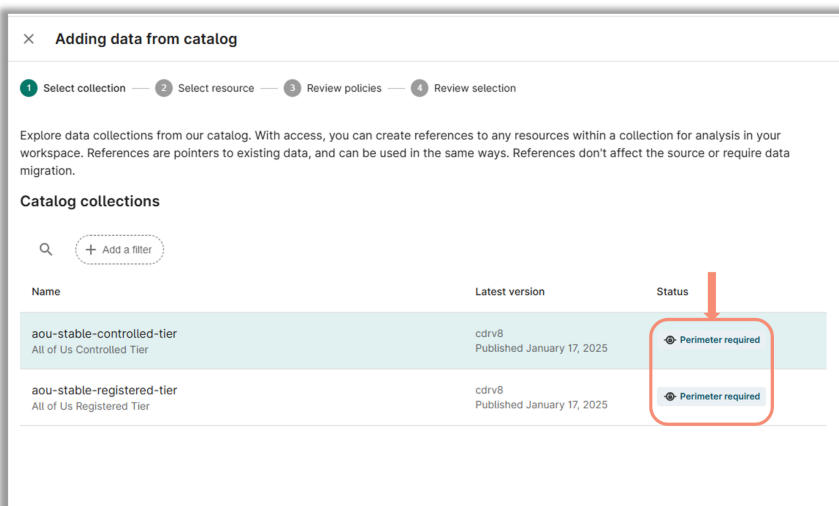 Adding data from catalog
1 Select collection 2 Select resource 3 Review policies 4 Review selection
Explore data collections from our catalog. With access, you can create references to any resources within a collection for analysis in your
workspace. References are pointers to existing data, and can be used in the same ways. References don't affect the source or require data
migration.
Catalog collections
+ Add a filter
Name Latest version Status
aou-stable-controlled-tier cdrv8 Perimeter required
All of Us Controlled Tier Published January 17, 2025
aou-stable-registered-tier cdrv8 Perimeter required
All of Us Registered Tier Published January 17, 2025